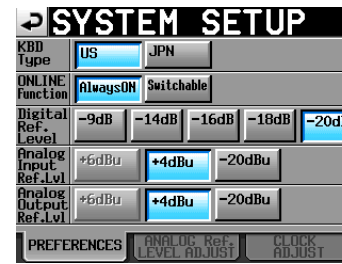 SYSTEM SETUP
KBD Type US JPN
ONLINE Function AlwaysON Switchable
Digital Ref. Level -9dB -14dB -16dB -18dB -20d
Analog Input Ref.Lvl +6dBu +4dBu -20dBu
Analog Output Ref.Lvl +6dBu +4dBu -20dBu
PREFERENCES ANALOG Ref. LEVEL ADJUST CLOCK ADJUST